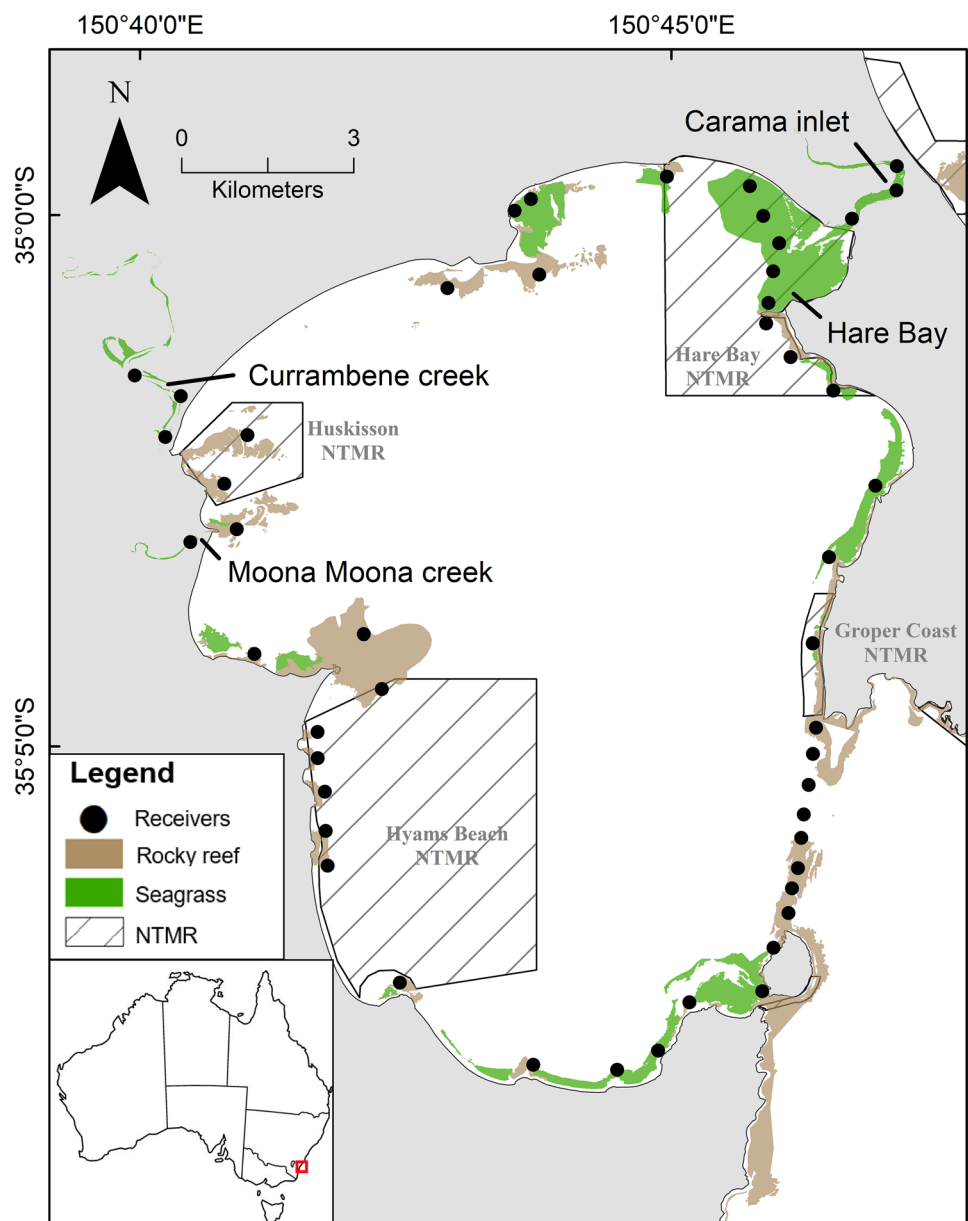 150°40'0"E
150°45'0"E
N
0
3
Kilometers
Carama inlet
35°0'0"S
Hare Bay
Hare Bay
NTMR
Currambene creek
Huskisson
NTMR
Moona Moona creek
Groper Coast
NTMR
35°5'0"S
Legend
Receivers
Rocky reef
Seagrass
NTMR
Hyams Beach
NTMR